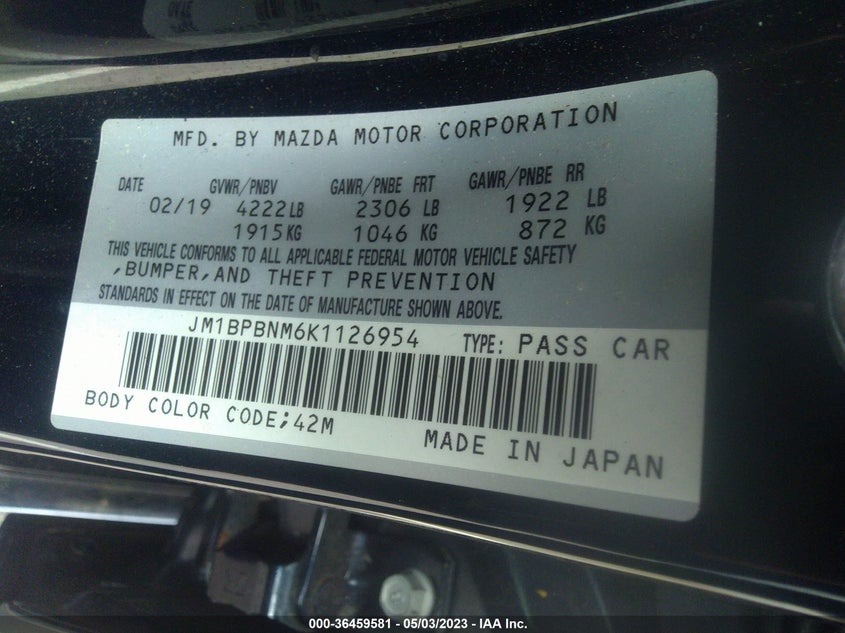 MFD. BY MAZDA MOTOR CORPORATION
DATE GVWR/PNBV GAWR/PNBE FRT GAWR/PNBE RR
02/19 4222 LB 2306 LB 1922 LB
1915 KG 1046 KG 872 KG
THIS VEHICLE CONFORMS TO ALL APPLICABLE FEDERAL MOTOR VEHICLE SAFETY
,BUMPER,AND THEFT PREVENTION
STANDARDS IN EFFECT ON THE DATE OF MANUFACTURE SHOWN ABOVE.
JM1BPBNM6K1126954 TYPE: PASS CAR
BODY COLOR CODE;42M
MADE IN JAPAN
000-36459581 - 05/03/2023 - IAA Inc.